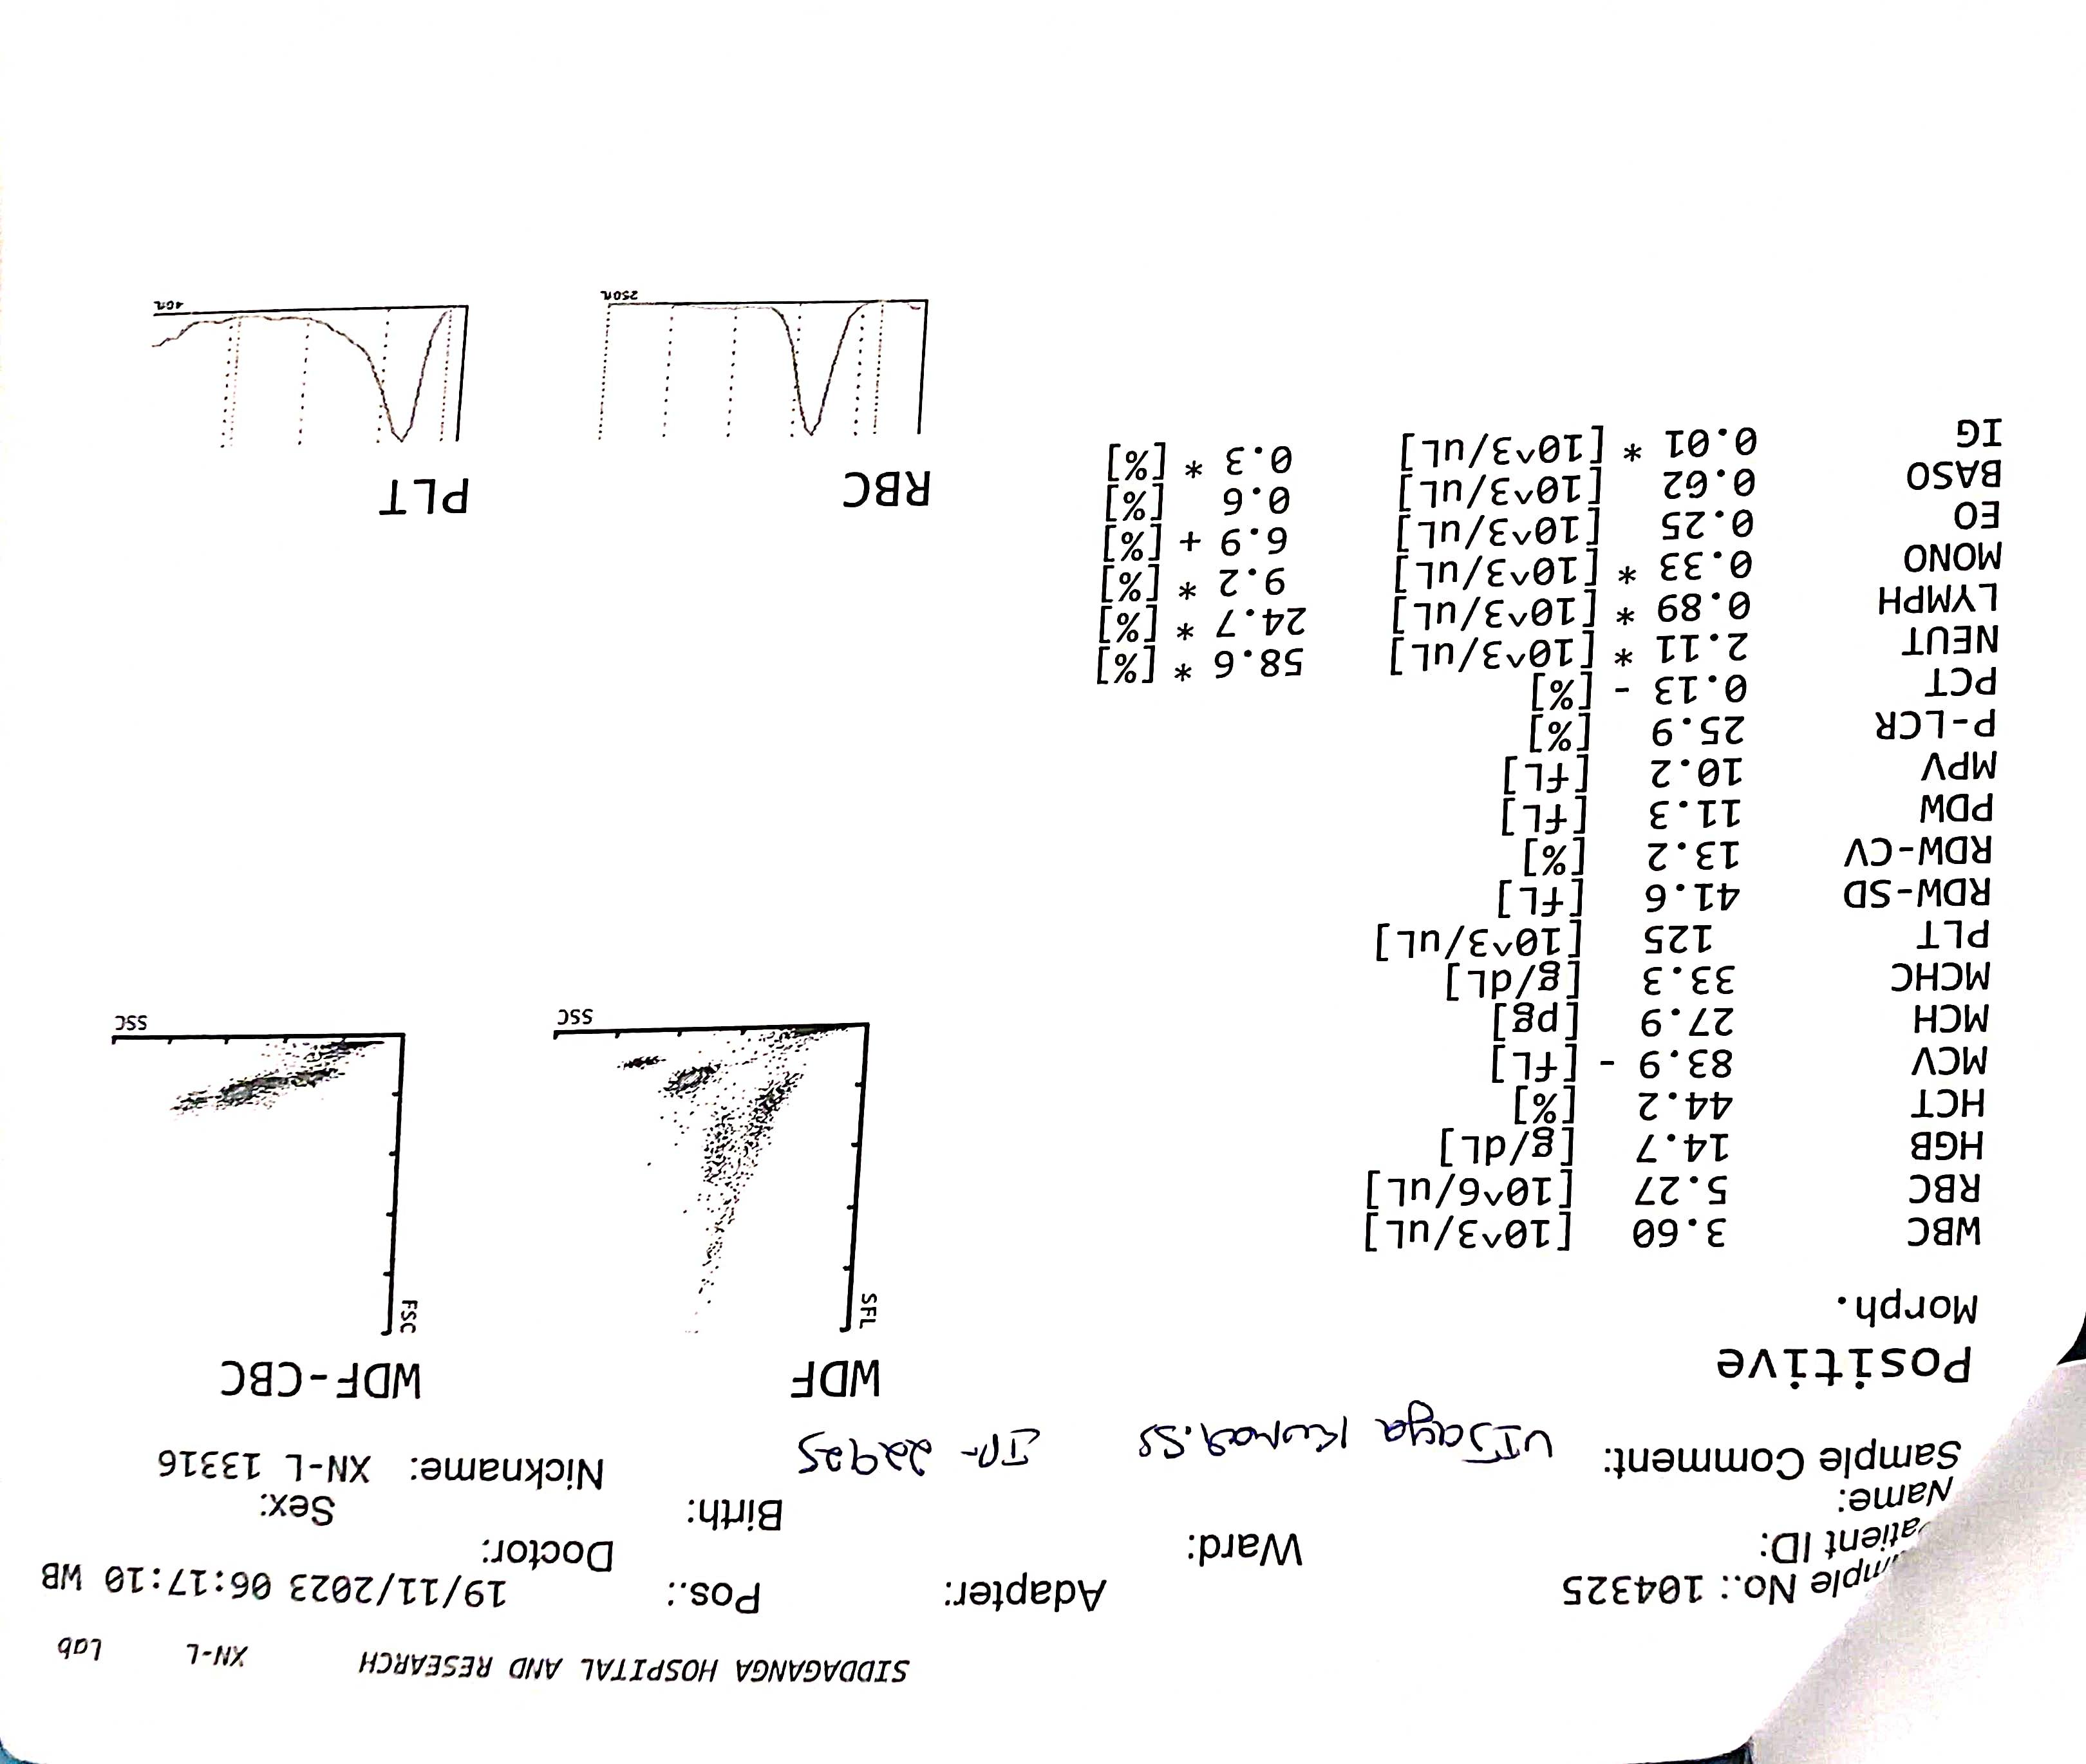 SIDDAGANGA HOSPITAL AND RESEARCH XN-L Lab
mple No.: 104325 Adapter: Pos.: 19/11/2023 06:17:10 WB
atient ID: Ward: Doctor:
Name: Birth: Sex:
Sample Comment: VIJaya Kumar.SS IP- 22925 Nickname: XN-L 13316
Positive
Morph.
WDF WDF-CBC
SFL SSC FSC SSC
WBC 3.60 [10^3/uL]
RBC 5.27 [10^6/uL]
HGB 14.7 [g/dL]
HCT 44.2 [%]
MCV 83.9 - [fL]
MCH 27.9 [pg]
MCHC 33.3 [g/dL]
PLT 125 [10^3/uL]
RDW-SD 41.6 [fL]
RDW-CV 13.2 [%]
PDW 11.3 [fL]
MPV 10.2 [fL]
P-LCR 25.9 [%]
PCT 0.13 - [%]
NEUT 2.11 * [10^3/uL] 58.6 * [%]
LYMPH 0.89 * [10^3/uL] 24.7 * [%]
MONO 0.33 * [10^3/uL] 9.2 * [%]
EO 0.25 [10^3/uL] 6.9 + [%]
BASO 0.02 [10^3/uL] 0.6 [%]
IG 0.01 * [10^3/uL] 0.3 * [%]
RBC PLT
250fL 40fL